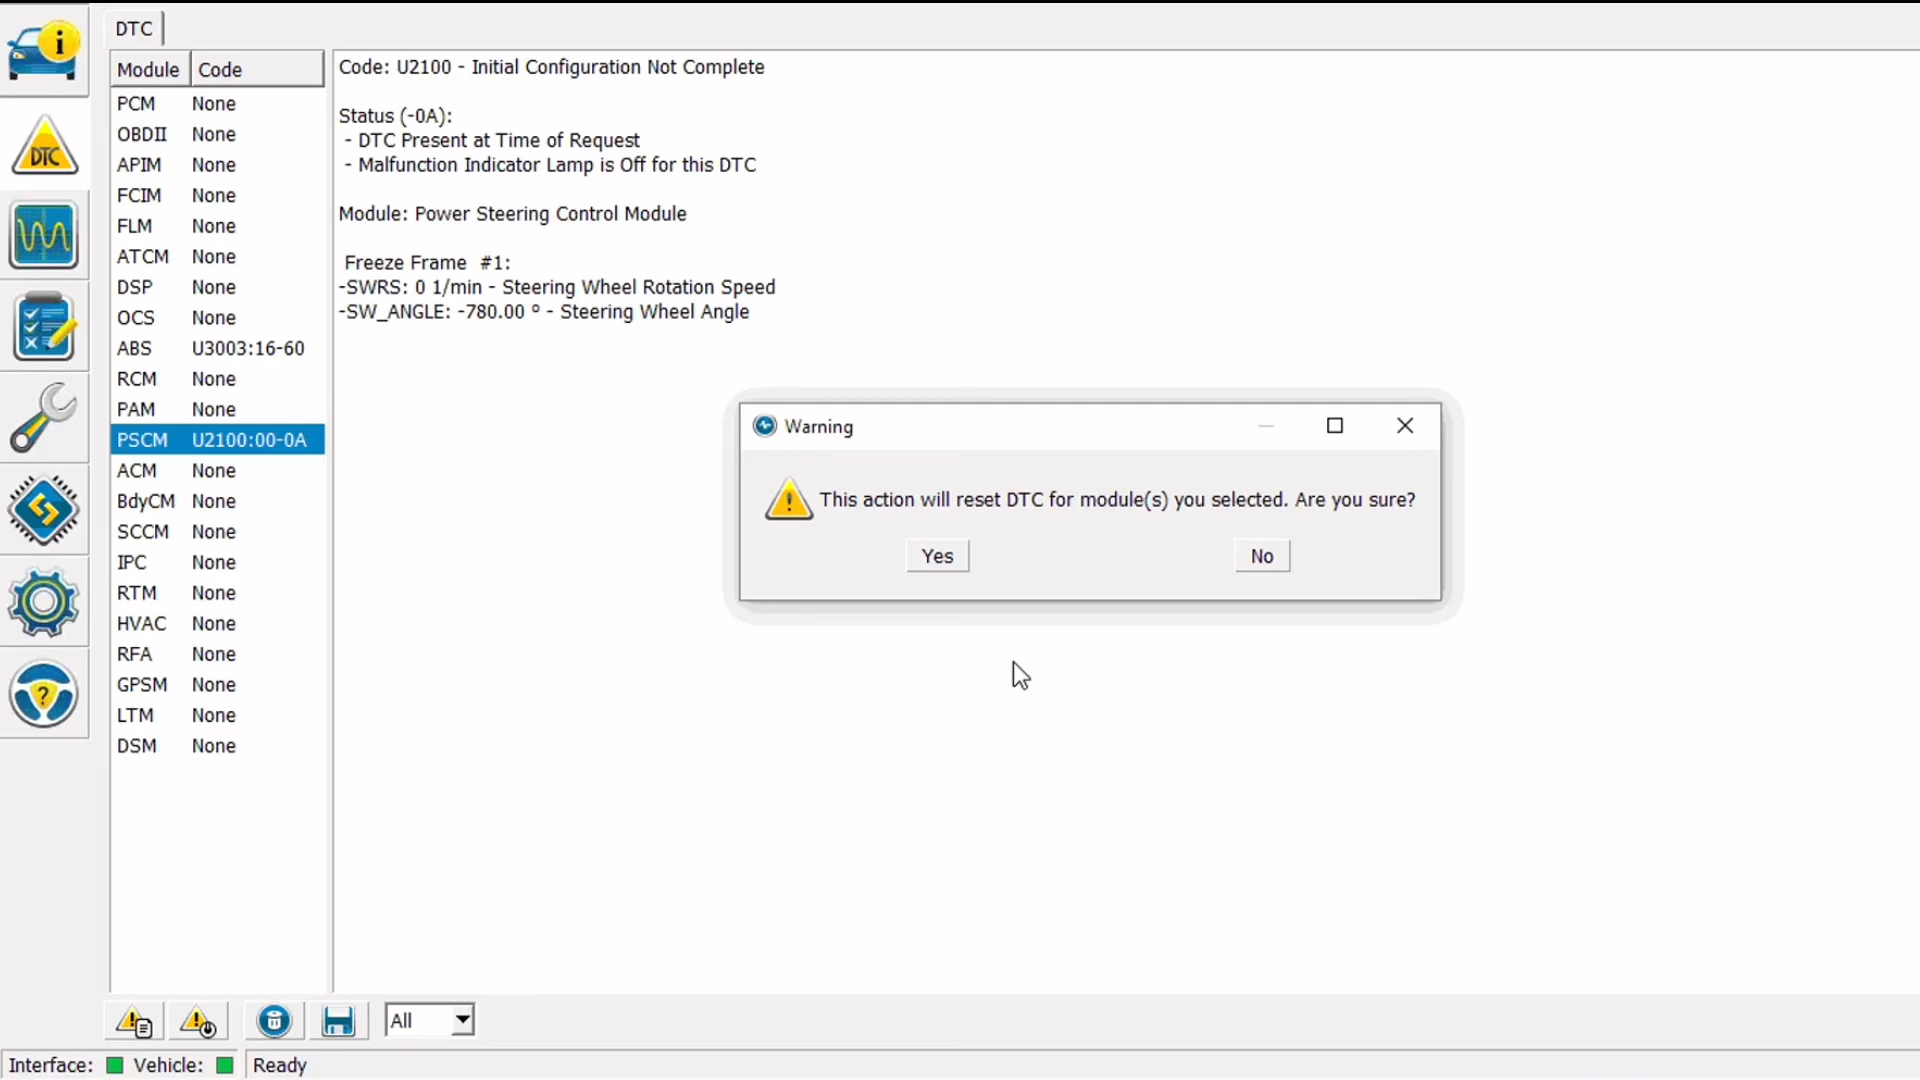 DTC
Module Code
PCM None
OBDII None
APIM None
FCIM None
FLM None
ATCM None
DSP None
OCS None
ABS U3003:16-60
RCM None
PAM None
PSCM U2100:00-0A
ACM None
BdyCM None
SCCM None
IPC None
RTM None
HVAC None
RFA None
GPSM None
LTM None
DSM None
Code: U2100 - Initial Configuration Not Complete
Status (-0A):
- DTC Present at Time of Request
- Malfunction Indicator Lamp is Off for this DTC
Module: Power Steering Control Module
Freeze Frame #1:
-SWRS: 0 1/min - Steering Wheel Rotation Speed
-SW_ANGLE: -780.00 º - Steering Wheel Angle
Warning
This action will reset DTC for module(s) you selected. Are you sure?
Yes No
DTC
All
Interface: Vehicle: Ready